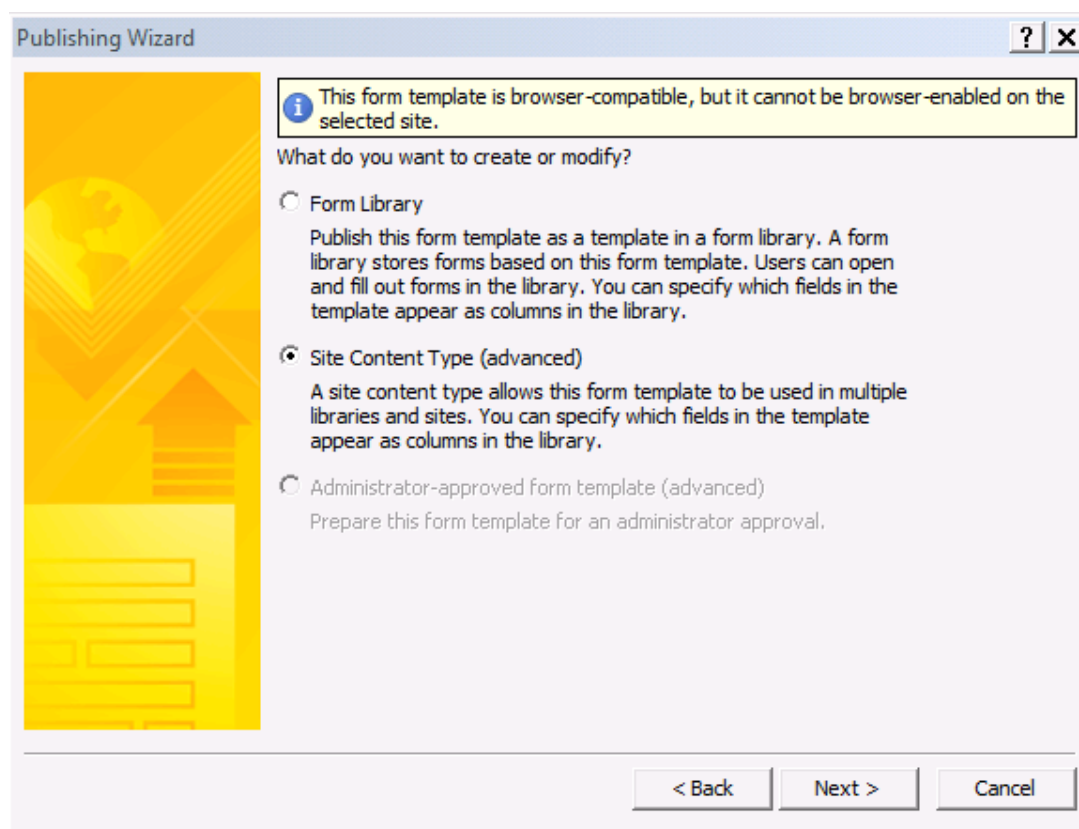 Publishing Wizard
?
This form template is browser-compatible, but it cannot be browser-enabled on the
selected site.
What do you want to create or modify?
Form Library
Publish this form template as a template in a form library. A form
library stores forms based on this form template. Users can open
and fill out forms in the library. You can specify which fields in the
template appear as columns in the library.
Site Content Type (advanced)
A site content type allows this form template to be used in multiple
libraries and sites. You can specify which fields in the template
appear as columns in the library.
Administrator-approved form template (advanced)
Prepare this form template for an administrator approval.
< Back Next > Cancel